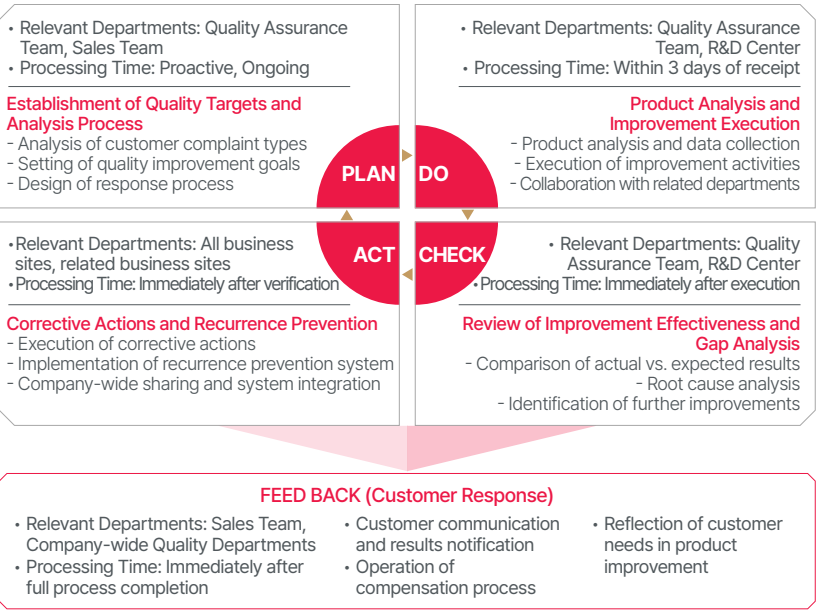 • Relevant Departments: Quality Assurance
Team, Sales Team
• Processing Time: Proactive, Ongoing
Establishment of Quality Targets and
Analysis Process
- Analysis of customer complaint types
- Setting of quality improvement goals
- Design of response process
PLAN
• Relevant Departments: Quality Assurance
Team, R&D Center
• Processing Time: Within 3 days of receipt
Product Analysis and
Improvement Execution
- Product analysis and data collection
- Execution of improvement activities
- Collaboration with related departments
DO
• Relevant Departments: All business
sites, related business sites
• Processing Time: Immediately after verification
Corrective Actions and Recurrence Prevention
- Execution of corrective actions
- Implementation of recurrence prevention system
- Company-wide sharing and system integration
ACT
• Relevant Departments: Quality
Assurance Team, R&D Center
• Processing Time: Immediately after execution
Review of Improvement Effectiveness and
Gap Analysis
- Comparison of actual vs. expected results
- Root cause analysis
- Identification of further improvements
CHECK
FEED BACK (Customer Response)
• Relevant Departments: Sales Team,
Company-wide Quality Departments
• Processing Time: Immediately after
full process completion
• Customer communication
and results notification
• Operation of
compensation process
• Reflection of customer
needs in product
improvement